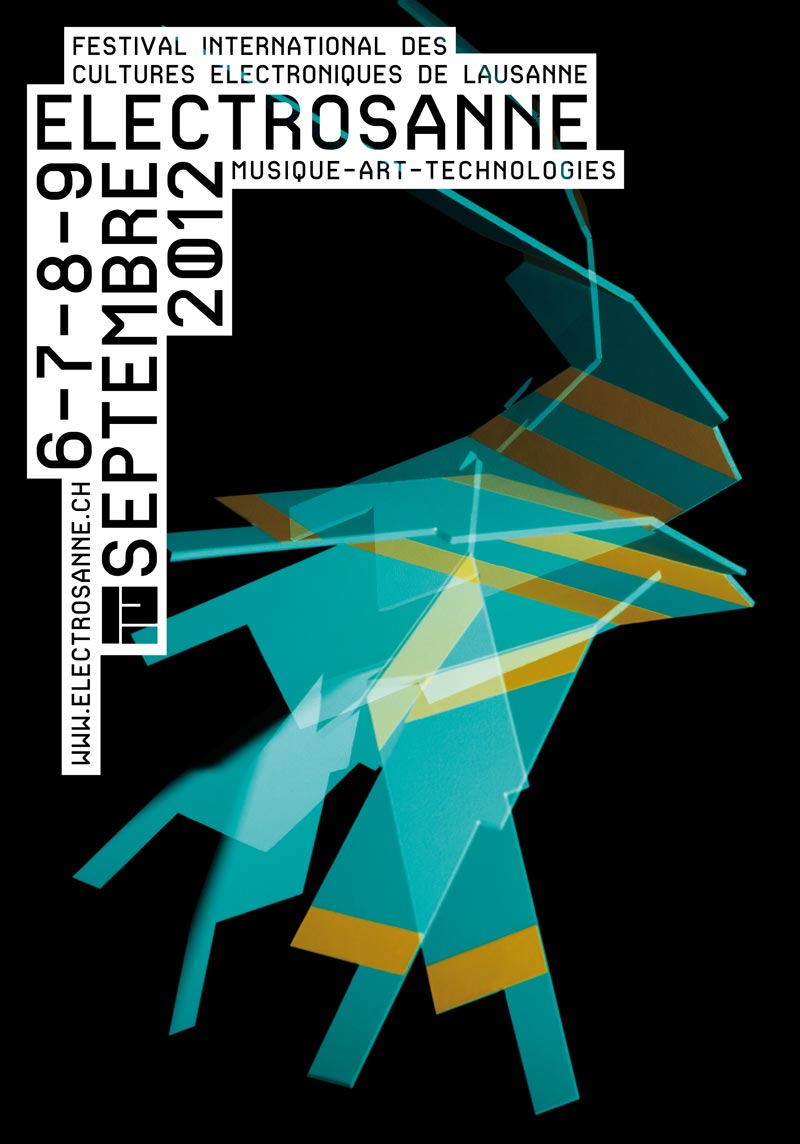 FESTIVAL INTERNATIONAL DES
CULTURES ELECTRONIQUES DE LAUSANNE
ELECTROSANNE
MUSIQUE-ART-TECHNOLOGIES
6-7-8-9
SEPTEMBRE
2012
WWW.ELECTROSANNE.CH